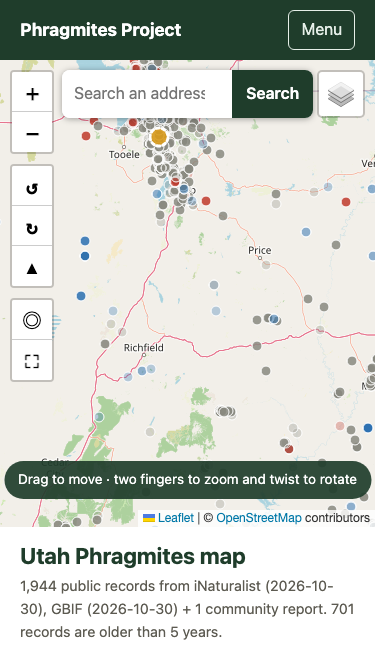 Phragmites Project
Menu
Search an address
Search
Tooele
Price
Richfield
Drag to move · two fingers to zoom and twist to rotate
Leaflet | © OpenStreetMap contributors
Utah Phragmites map
1,944 public records from iNaturalist (2026-10-
30), GBIF (2026-10-30) + 1 community report. 701
records are older than 5 years.